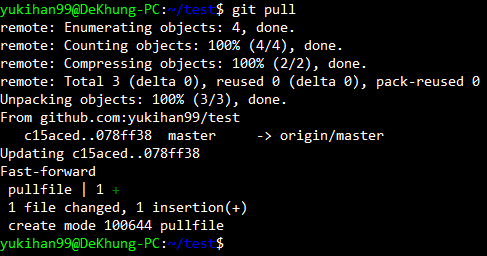 yukihan99@DeKhung-PC:~/test$ git pull
remote: Enumerating objects: 4, done.
remote: Counting objects: 100% (4/4), done.
remote: Compressing objects: 100% (2/2), done.
remote: Total 3 (delta 0), reused 0 (delta 0), pack-reused 0
Unpacking objects: 100% (3/3), done.
From github.com:yukihan99/test
   c15aced..078ff38  master     -> origin/master
Updating c15aced..078ff38
Fast-forward
 pullfile | 1 +
 1 file changed, 1 insertion(+)
 create mode 100644 pullfile
yukihan99@DeKhung-PC:~/test$